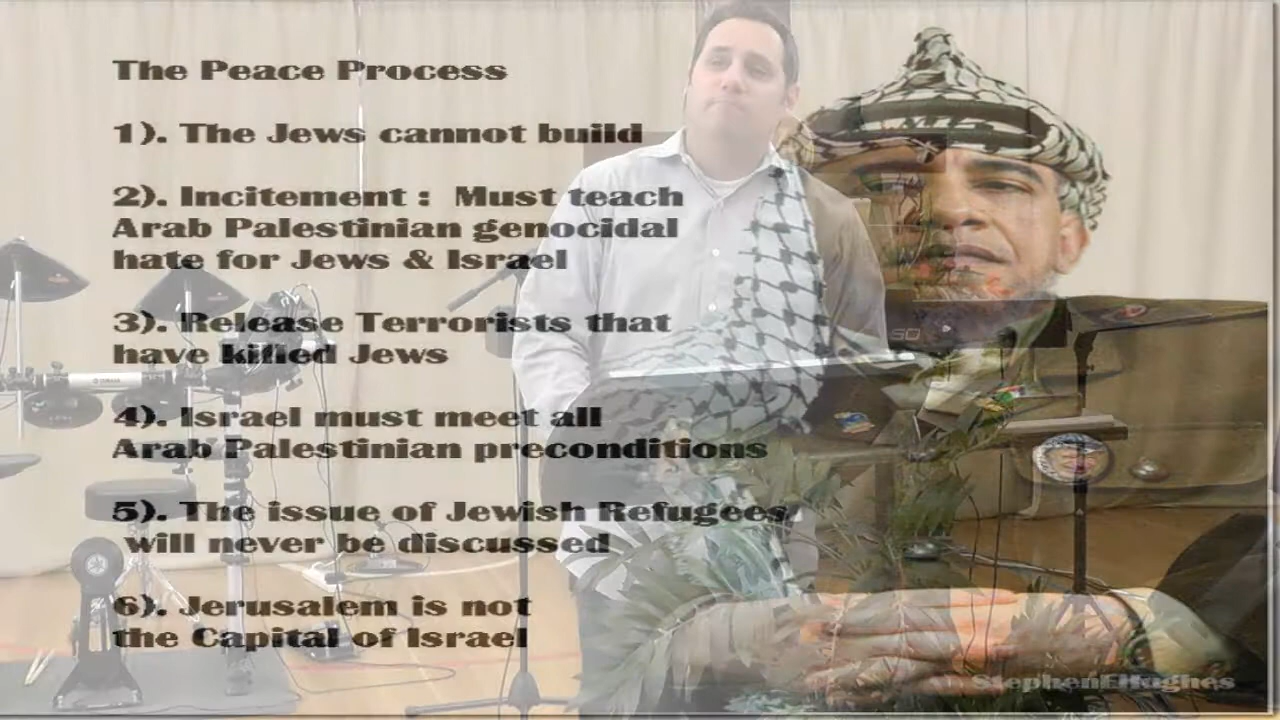 The Peace Process
1). The Jews cannot build
2). Incitement : Must teach
Arab Palestinian genocidal
hate for Jews & Israel
3). Release Terrorists that
have killed Jews
4). Israel must meet all
Arab Palestinian preconditions
5). The issue of Jewish Refugees
will never be discussed
6). Jerusalem is not
the Capital of Israel
StephenEHughes